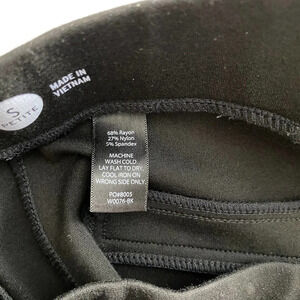 S
PETITE
MADE IN
VIETNAM
68% Rayon
27% Nylon
5% Spandex
MACHINE
WASH COLD
LAY FLAT TO DRY
COOL IRON ON
WRONG SIDE ONLY
PO#8005
W0076-BK